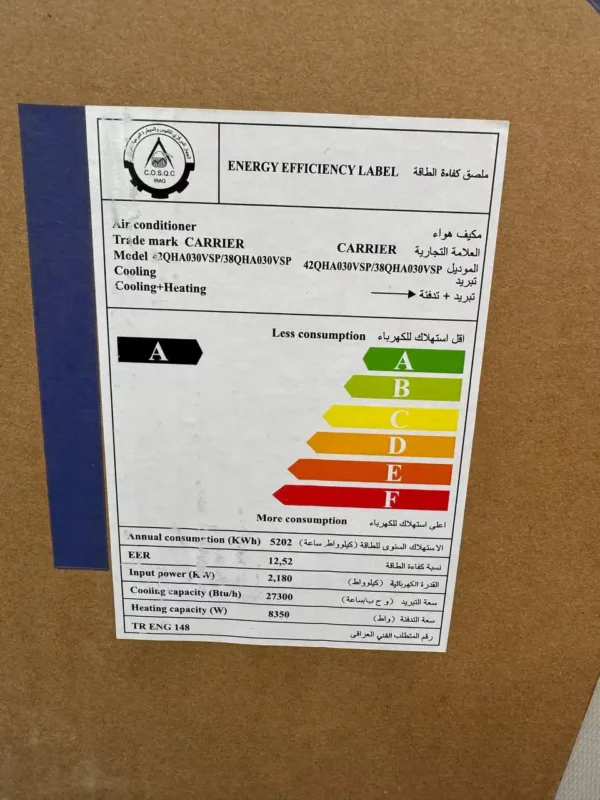 C.O.S.Q.C
IRAQ
ENERGY EFFICIENCY LABEL ملصق كفاءة الطاقة
Air conditioner مكيف هواء
Trade mark CARRIER CARRIER العلامة التجارية
Model 42QHA030VSP/38QHA030VSP 42QHA030VSP/38QHA030VSP الموديل
Cooling تبريد
Cooling+Heating تبريد + تدفئة
Less consumption اقل استهلاك للكهرباء
A A
B
C
D
E
F
More consumption اعلى استهلاك للكهرباء
Annual consumption (KWh) 5202 الاستهلاك السنوي للطاقة (كيلوواط ساعة)
EER 12,52 نسبة كفاءة الطاقة
Input power (KW) 2,180 القدرة الكهربائية (كيلوواط)
Cooling capacity (Btu/h) 27300 سعة التبريد (و ح ب/ساعة)
Heating capacity (W) 8350 سعة التدفئة (واط)
TR ENG 148 رقم المتطلب الفني العراقي